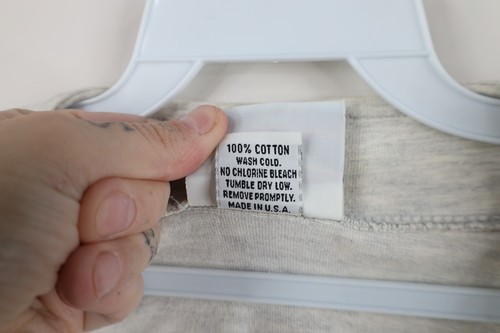 100% COTTON
WASH COLD.
NO CHLORINE BLEACH
TUMBLE DRY LOW.
REMOVE PROMPTLY.
MADE IN U.S.A.